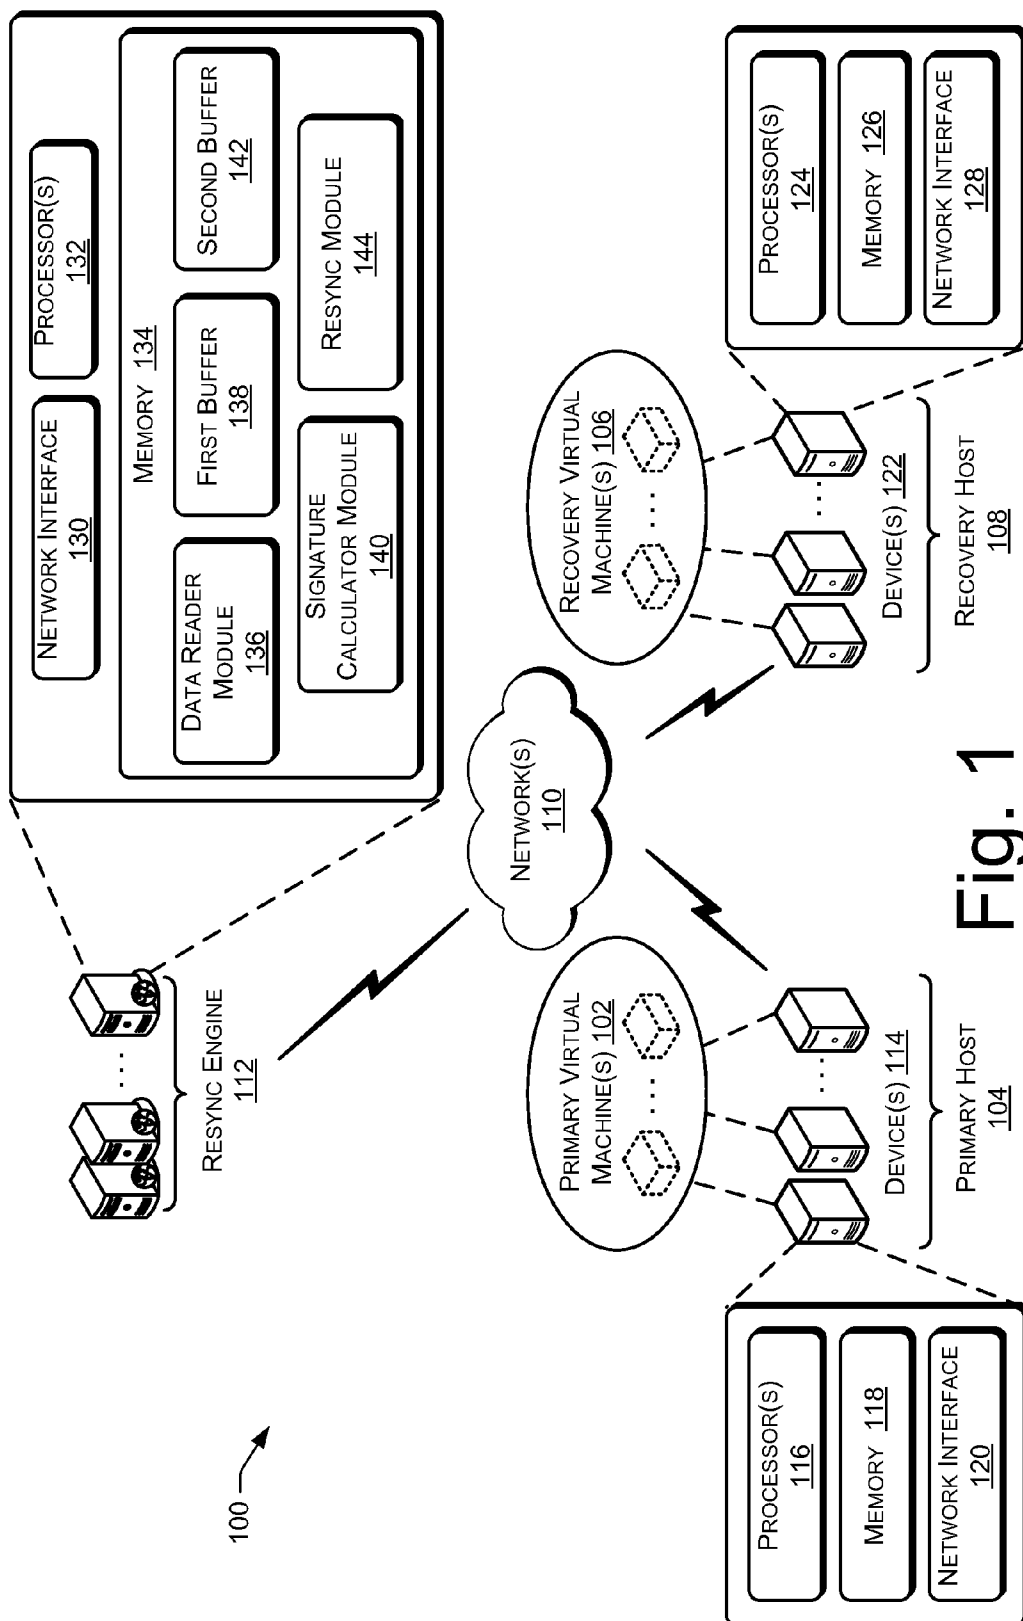 100
RESYNC ENGINE
112
NETWORK INTERFACE
130
PROCESSOR(S)
132
MEMORY 134
DATA READER
MODULE
136
FIRST BUFFER
138
SECOND BUFFER
142
SIGNATURE
CALCULATOR MODULE
140
RESYNC MODULE
144
NETWORK(S)
110
PRIMARY VIRTUAL
MACHINE(S) 102
RECOVERY VIRTUAL
MACHINE(S) 106
PROCESSOR(S)
116
MEMORY 118
NETWORK INTERFACE
120
DEVICE(S) 114
PRIMARY HOST
104
DEVICE(S) 122
RECOVERY HOST
108
PROCESSOR(S)
124
MEMORY 126
NETWORK INTERFACE
128
Fig. 1